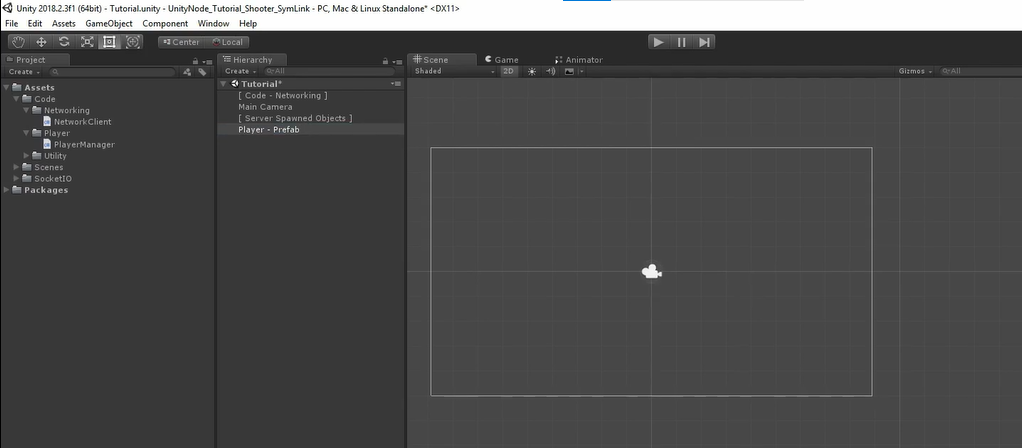 Unity 2018.2.3f1 (64bit) - Tutorial.unity - UnityNode_Tutorial_Shooter_SymLink - PC, Mac & Linux Standalone* <DX11>
File Edit Assets GameObject Component Window Help
Center Local
Project Hierarchy Scene Game Animator
Create Create All Shaded 2D Gizmos All
Assets Tutorial*
Code [ Code - Networking ]
Networking Main Camera
NetworkClient [ Server Spawned Objects ]
Player Player - Prefab
PlayerManager
Utility
Scenes
SocketIO
Packages